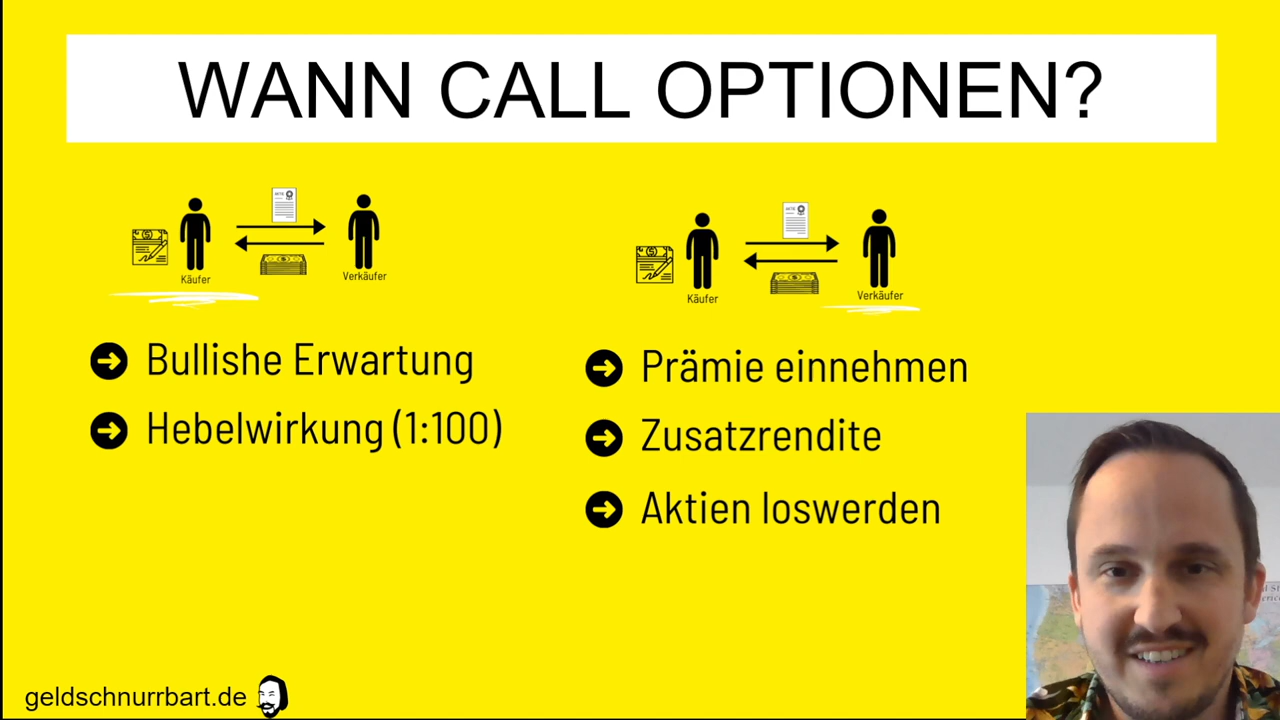 WANN CALL OPTIONEN?
Käufer
Verkäufer
Bullishe Erwartung
Hebelwirkung (1:100)
Käufer
Verkäufer
Prämie einnehmen
Zusatzrendite
Aktien loswerden
geldschnurrbart.de